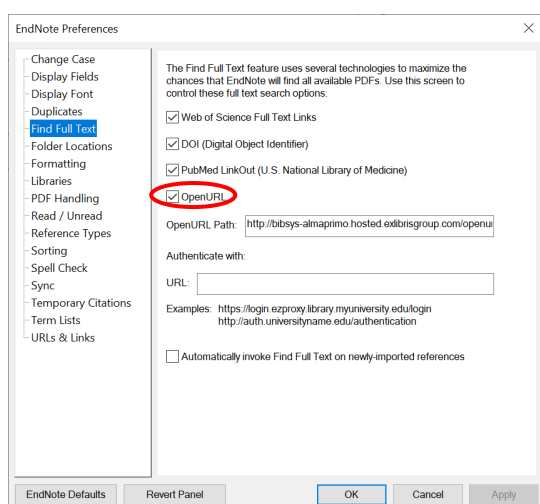 EndNote Preferences
Change Case
Display Fields
Display Font
Duplicates
Find Full Text
Folder Locations
Formatting
Libraries
PDF Handling
Read / Unread
Reference Types
Sorting
Spell Check
Sync
Temporary Citations
Term Lists
URLs & Links
The Find Full Text feature uses several technologies to maximize the
chances that EndNote will find all available PDFs. Use this screen to
control these full text search options:
Web of Science Full Text Links
DOI (Digital Object Identifier)
PubMed LinkOut (U.S. National Library of Medicine)
OpenURL
OpenURL Path: http://bibsys-almaprimo.hosted.exlibrisgroup.com/openu
Authenticate with:
URL:
Examples: https://login.ezproxy.library.myuniversity.edu/login
http://auth.universityname.edu/authentication
Automatically invoke Find Full Text on newly-imported references
EndNote Defaults
Revert Panel
OK
Cancel
Apply